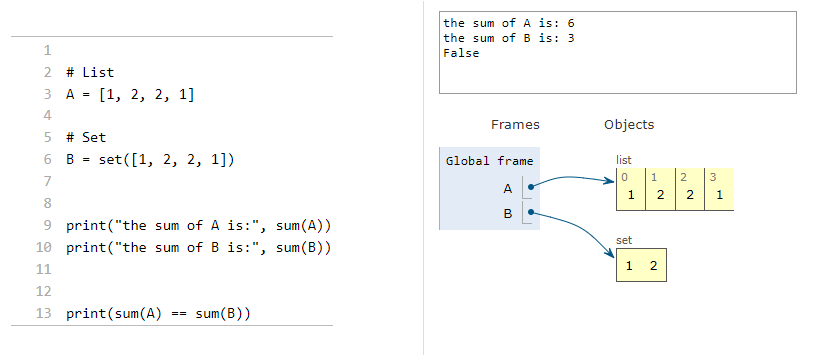 1
2 # List
3 A = [1, 2, 2, 1]
4
5 # Set
6 B = set([1, 2, 2, 1])
7
8
9 print("the sum of A is:", sum(A))
10 print("the sum of B is:", sum(B))
11
12
13 print(sum(A) == sum(B))
the sum of A is: 6
the sum of B is: 3
False
Frames Objects
Global frame
A
B
list
0 1 2 3
1 2 2 1
set
1 2